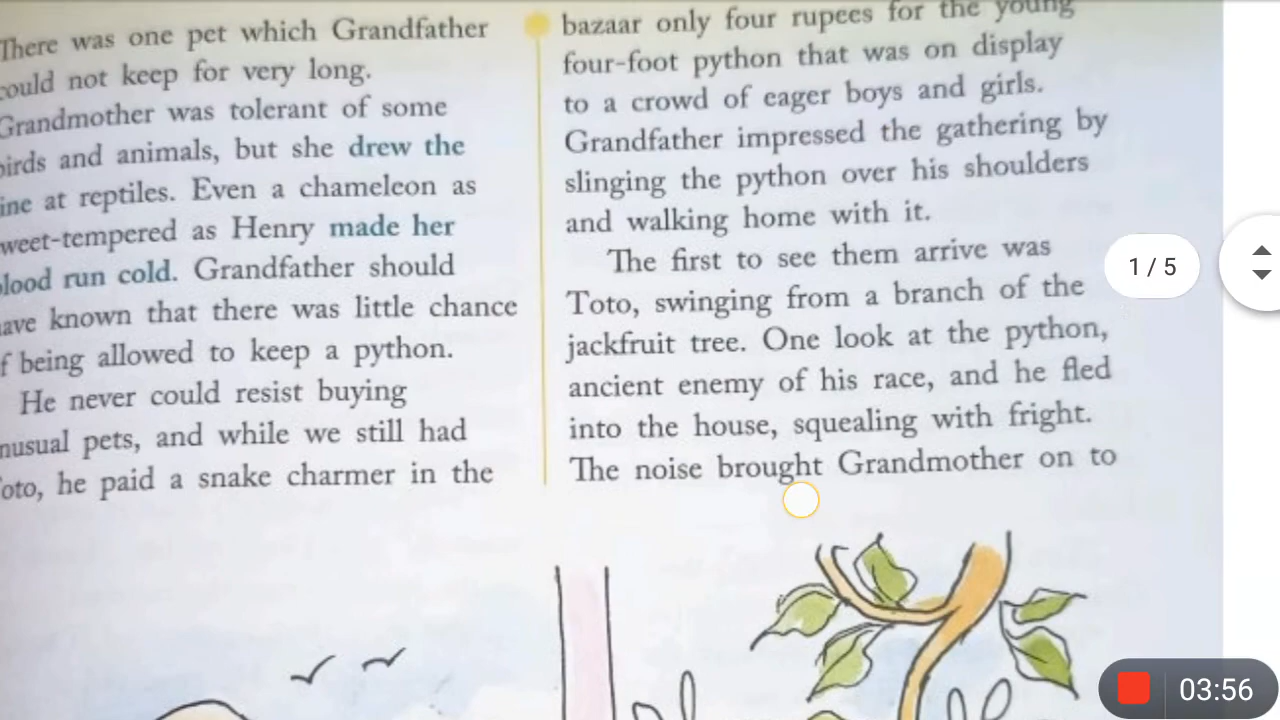 There was one pet which Grandfather
could not keep for very long.
Grandmother was tolerant of some
birds and animals, but she drew the
line at reptiles. Even a chameleon as
sweet-tempered as Henry made her
blood run cold. Grandfather should
have known that there was little chance
of being allowed to keep a python.
He never could resist buying
unusual pets, and while we still had
Toto, he paid a snake charmer in the
bazaar only four rupees for the young
four-foot python that was on display
to a crowd of eager boys and girls.
Grandfather impressed the gathering by
slinging the python over his shoulders
and walking home with it.
The first to see them arrive was
Toto, swinging from a branch of the
jackfruit tree. One look at the python,
ancient enemy of his race, and he fled
into the house, squealing with fright.
The noise brought Grandmother on to
1 / 5
03:56